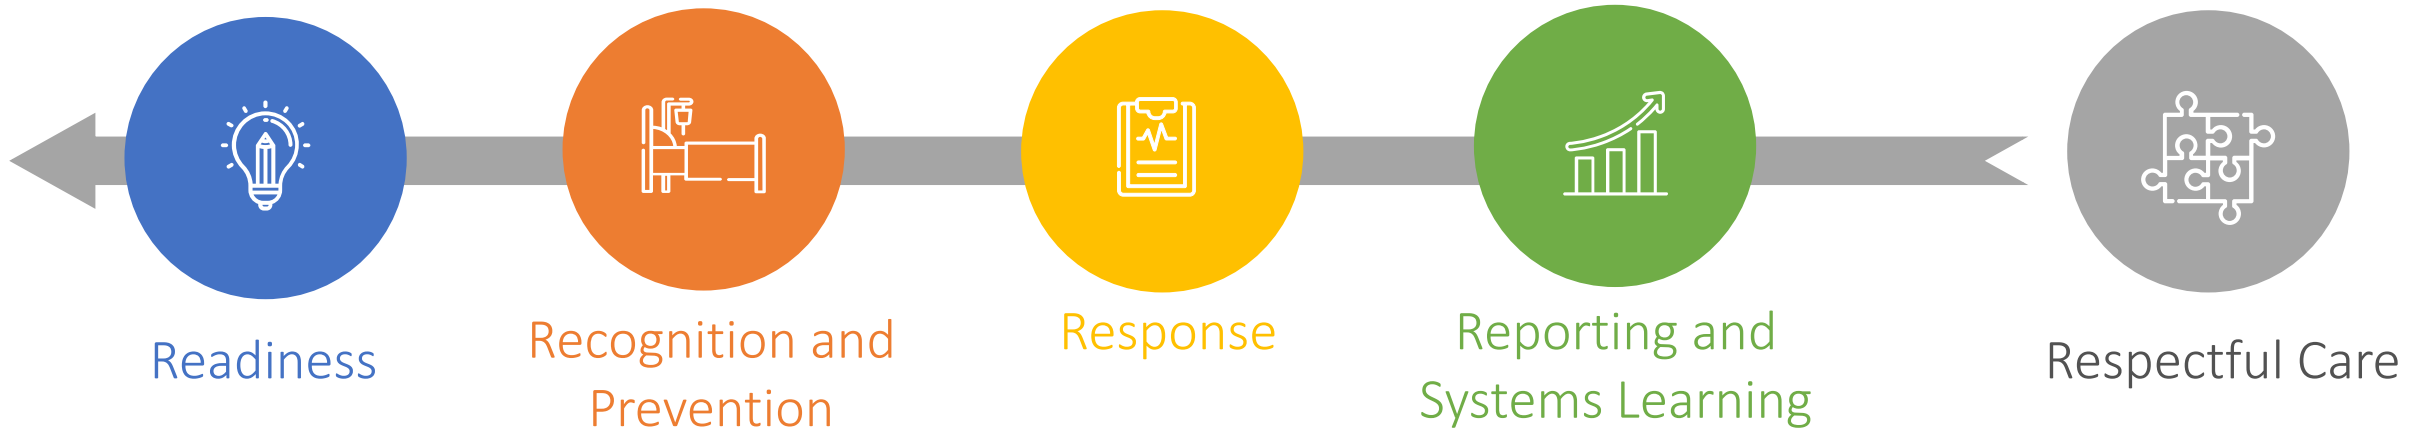 Readiness
Recognition and
Prevention
Response
Reporting and
Systems Learning
Respectful Care